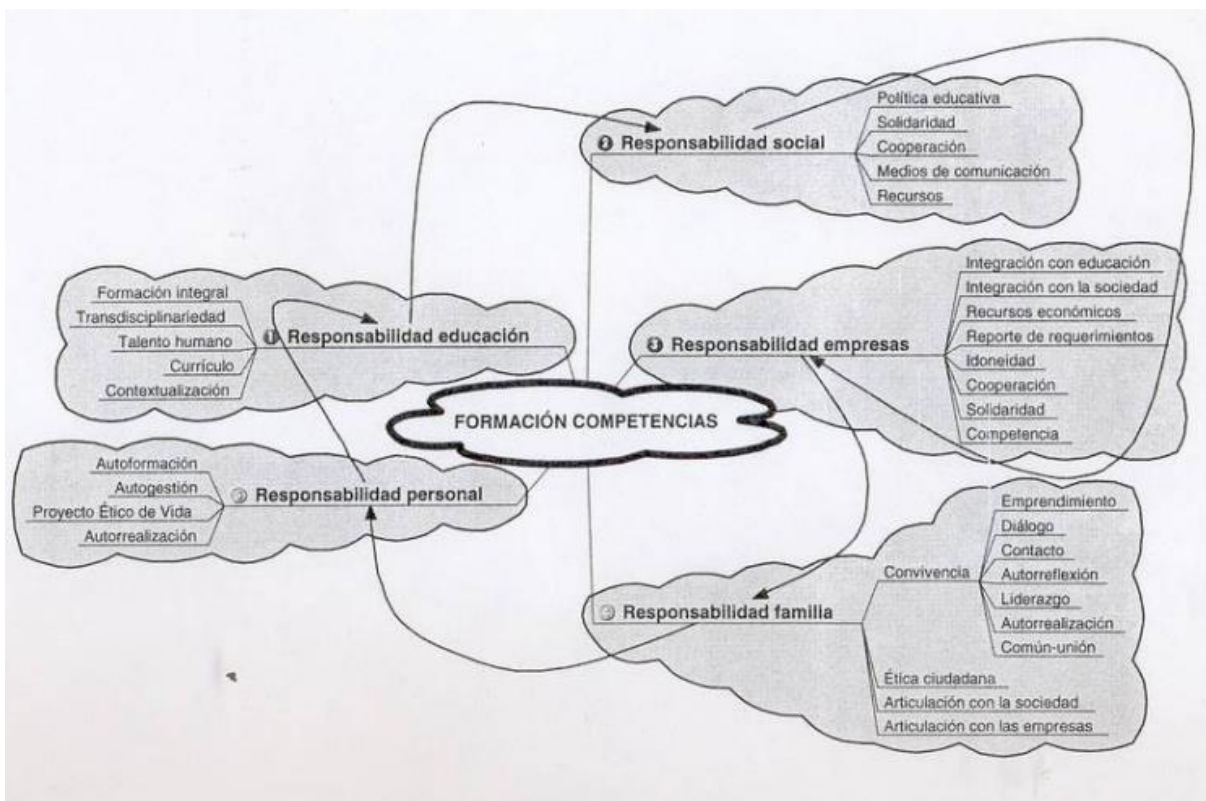 FORMACIÓN COMPETENCIAS
1 Responsabilidad educación
Formación integral
Transdisciplinariedad
Talento humano
Currículo
Contextualización
2 Responsabilidad social
Política educativa
Solidaridad
Cooperación
Medios de comunicación
Recursos
3 Responsabilidad empresas
Integración con educación
Integración con la sociedad
Recursos económicos
Reporte de requerimientos
Idoneidad
Cooperación
Solidaridad
Competencia
Responsabilidad familia
Convivencia
Emprendimiento
Diálogo
Contacto
Autorreflexión
Liderazgo
Autorrealización
Común-unión
Ética ciudadana
Articulación con la sociedad
Articulación con las empresas
Responsabilidad personal
Autoformación
Autogestión
Proyecto Ético de Vida
Autorrealización